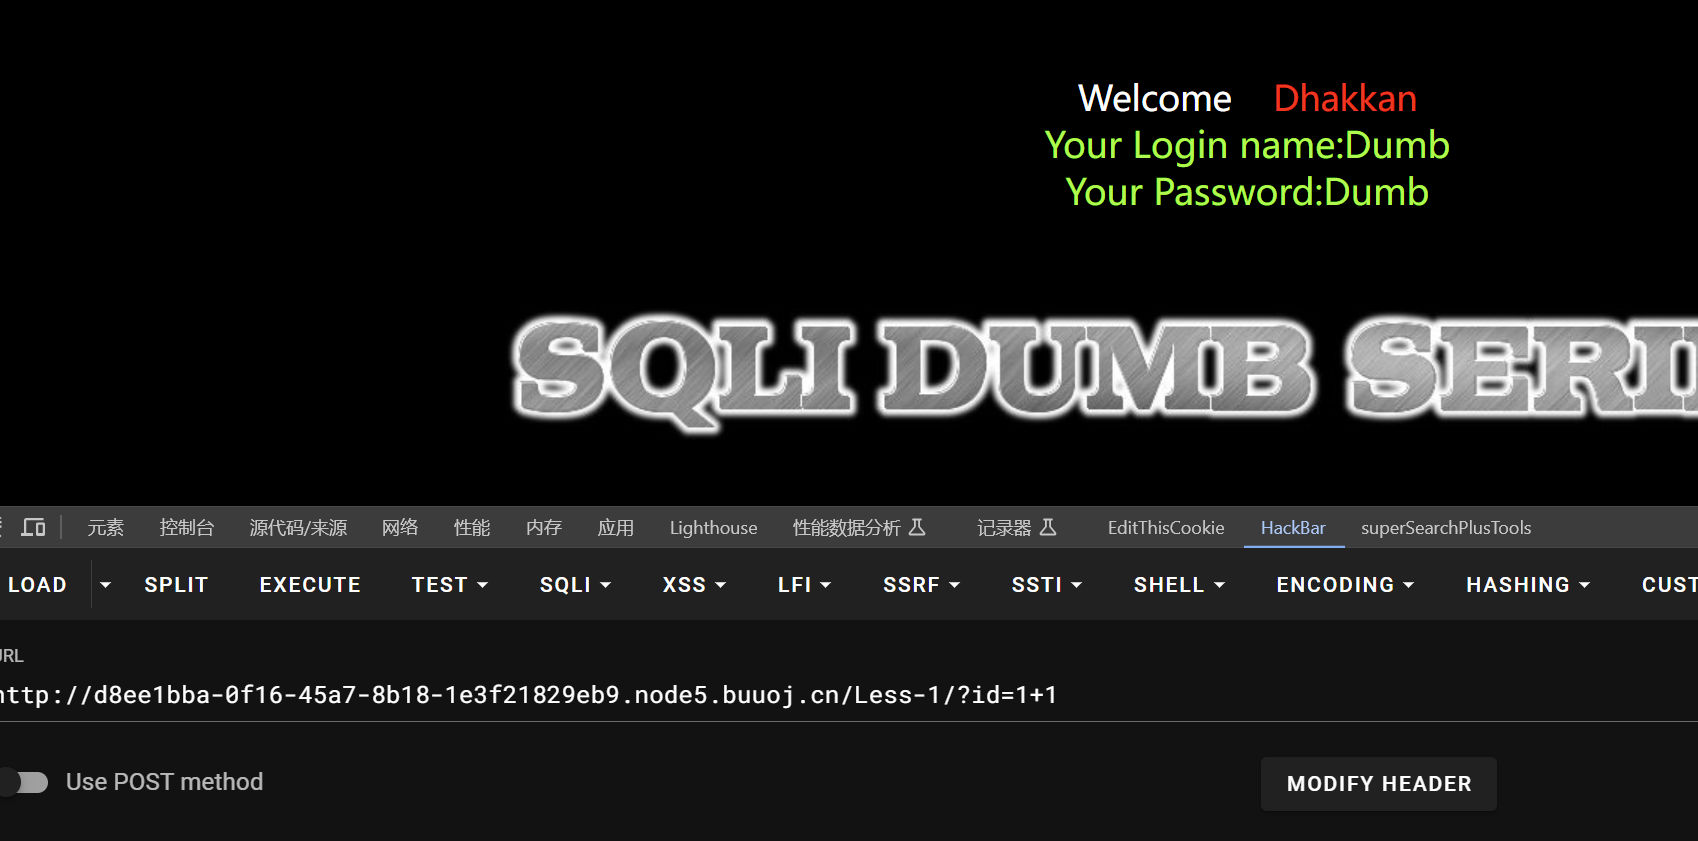 Welcome Dhakkan
Your Login name:Dumb
Your Password:Dumb
SQLI DUMB SERI
元素 控制台 源代码/来源 网络 性能 内存 应用 Lighthouse 性能数据分析 记录器 EditThisCookie HackBar superSearchPlusTools
LOAD SPLIT EXECUTE TEST SQLI XSS LFI SSRF SSTI SHELL ENCODING HASHING CUST
URL
http://d8ee1bba-0f16-45a7-8b18-1e3f21829eb9.node5.buuoj.cn/Less-1/?id=1+1
Use POST method MODIFY HEADER